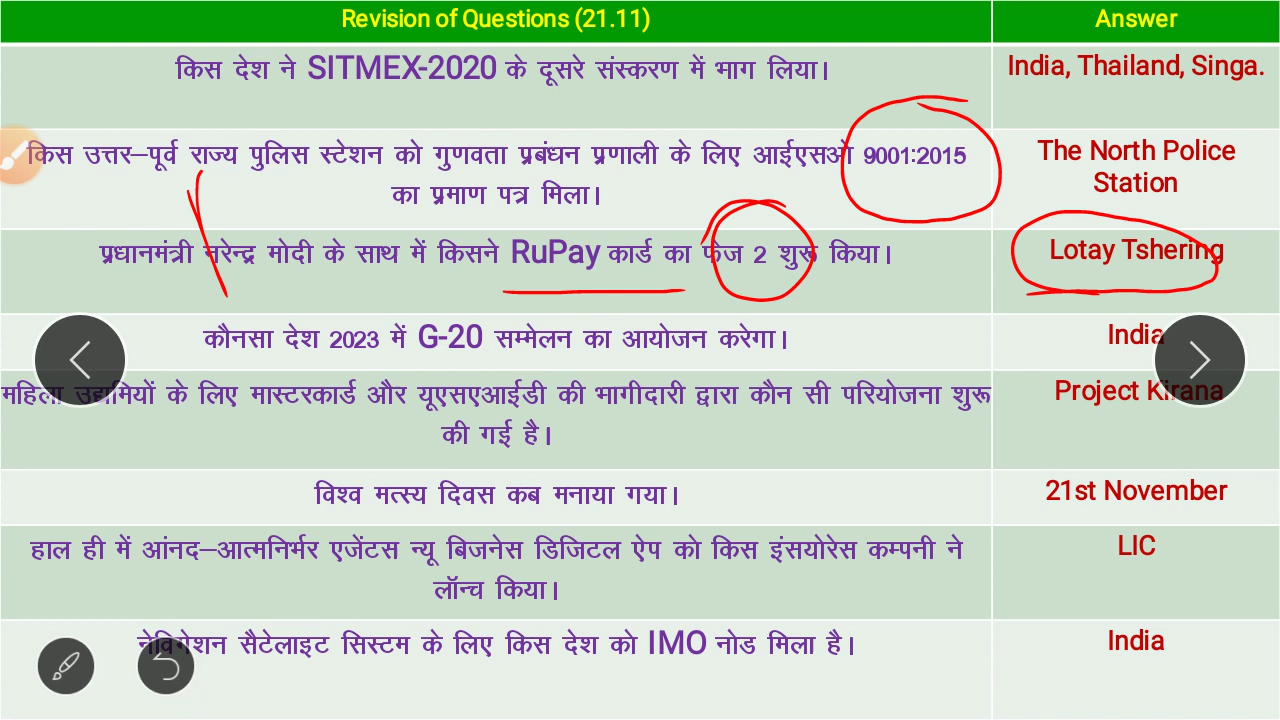 Revision of Questions (21.11)
Answer
किस देश ने SITMEX-2020 के दूसरे संस्करण में भाग लिया।
India, Thailand, Singa.
किस उत्तर–पूर्व राज्य पुलिस स्टेशन को गुणवता प्रबंधन प्रणाली के लिए आईएसओ 9001:2015
का प्रमाण पत्र मिला।
The North Police
Station
प्रधानमंत्री नरेन्द्र मोदी के साथ में किसने RuPay कार्ड का फेज 2 शुरू किया।
Lotay Tshering
कौनसा देश 2023 में G-20 सम्मेलन का आयोजन करेगा।
India
महिला उद्यमियों के लिए मास्टरकार्ड और यूएसएआईडी की भागीदारी द्वारा कौन सी परियोजना शुरू
की गई है।
Project Kirana
विश्व मत्स्य दिवस कब मनाया गया।
21st November
हाल ही में आंनद–आत्मनिर्भर एजेंटस न्यू बिजनेस डिजिटल ऐप को किस इंसयोरेस कम्पनी ने
लॉन्च किया।
LIC
नेविगेशन सैटेलाइट सिस्टम के लिए किस देश को IMO नोड मिला है।
India